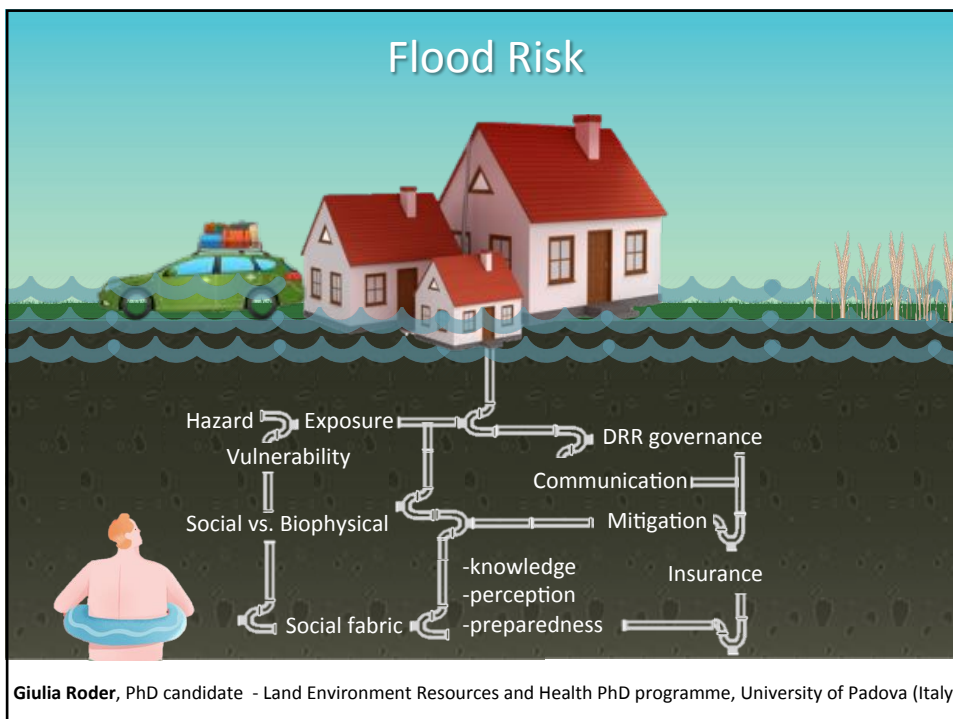 Flood Risk
Hazard
Exposure
Vulnerability
DRR governance
Communication
Social vs. Biophysical
Mitigation
-knowledge
-perception
-preparedness
Insurance
Social fabric
Giulia Roder, PhD candidate - Land Environment Resources and Health PhD programme, University of Padova (Italy